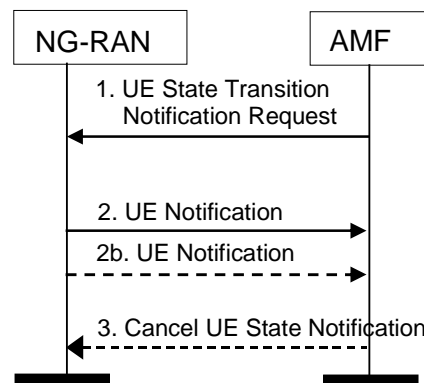 NG-RAN
AMF
1. UE State Transition
Notification Request
2. UE Notification
2b. UE Notification
3. Cancel UE State Notification